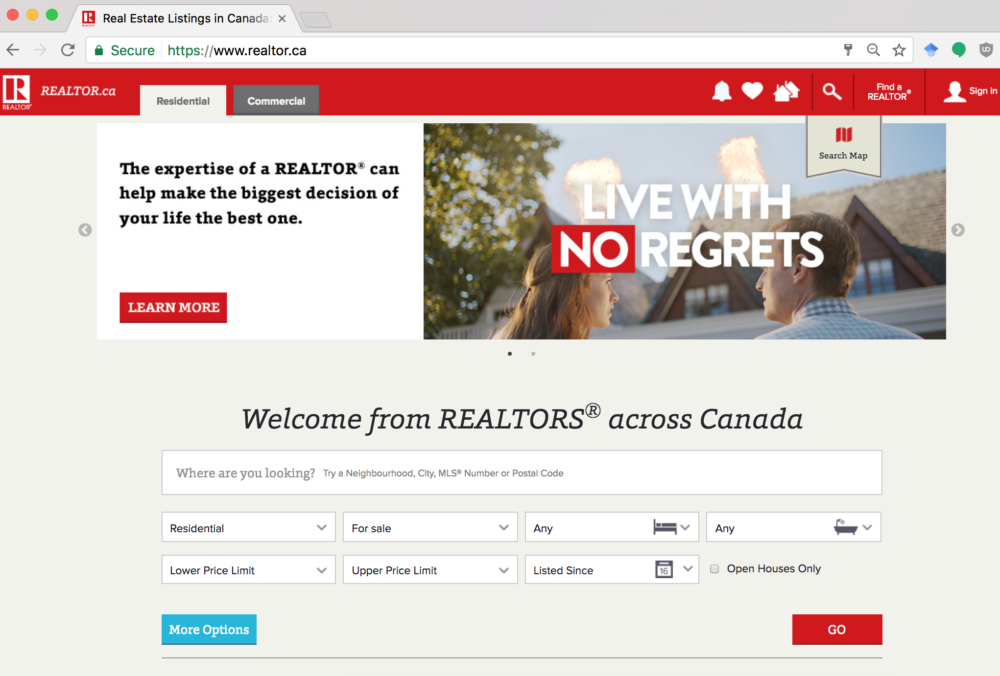 Real Estate Listings in Canada:
Secure https://www.realtor.ca
REALTOR®
REALTOR.ca
Residential
Commercial
Find a
REALTOR®
Sign In
Search Map
The expertise of a REALTOR® can
help make the biggest decision of
your life the best one.
LEARN MORE
LIVE WITH
NO REGRETS
Welcome from REALTORS® across Canada
Where are you looking? Try a Neighbourhood, City, MLS® Number or Postal Code
Residential
For sale
Any
Any
Lower Price Limit
Upper Price Limit
Listed Since
16
Open Houses Only
More Options
GO